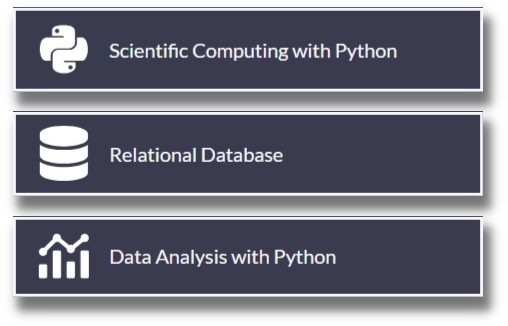 Scientific Computing with Python
Relational Database
Data Analysis with Python